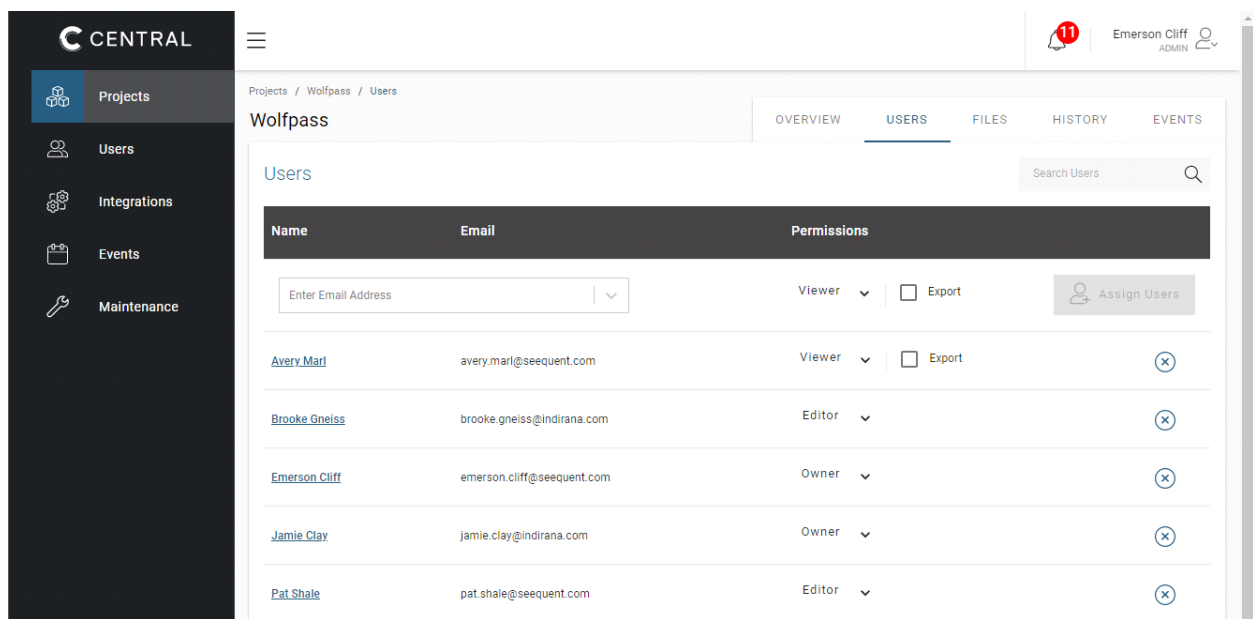 CENTRAL
11
Emerson Cliff
ADMIN
Projects
Users
Integrations
Events
Maintenance
Projects / Wolfpass / Users
Wolfpass
OVERVIEW USERS FILES HISTORY EVENTS
Users
Search Users
Name Email Permissions
Enter Email Address Viewer Export Assign Users
Avery Marl avery.marl@seequent.com Viewer Export
Brooke Gneiss brooke.gneiss@indirana.com Editor
Emerson Cliff emerson.cliff@seequent.com Owner
Jamie Clay jamie.clay@indirana.com Owner
Pat Shale pat.shale@seequent.com Editor